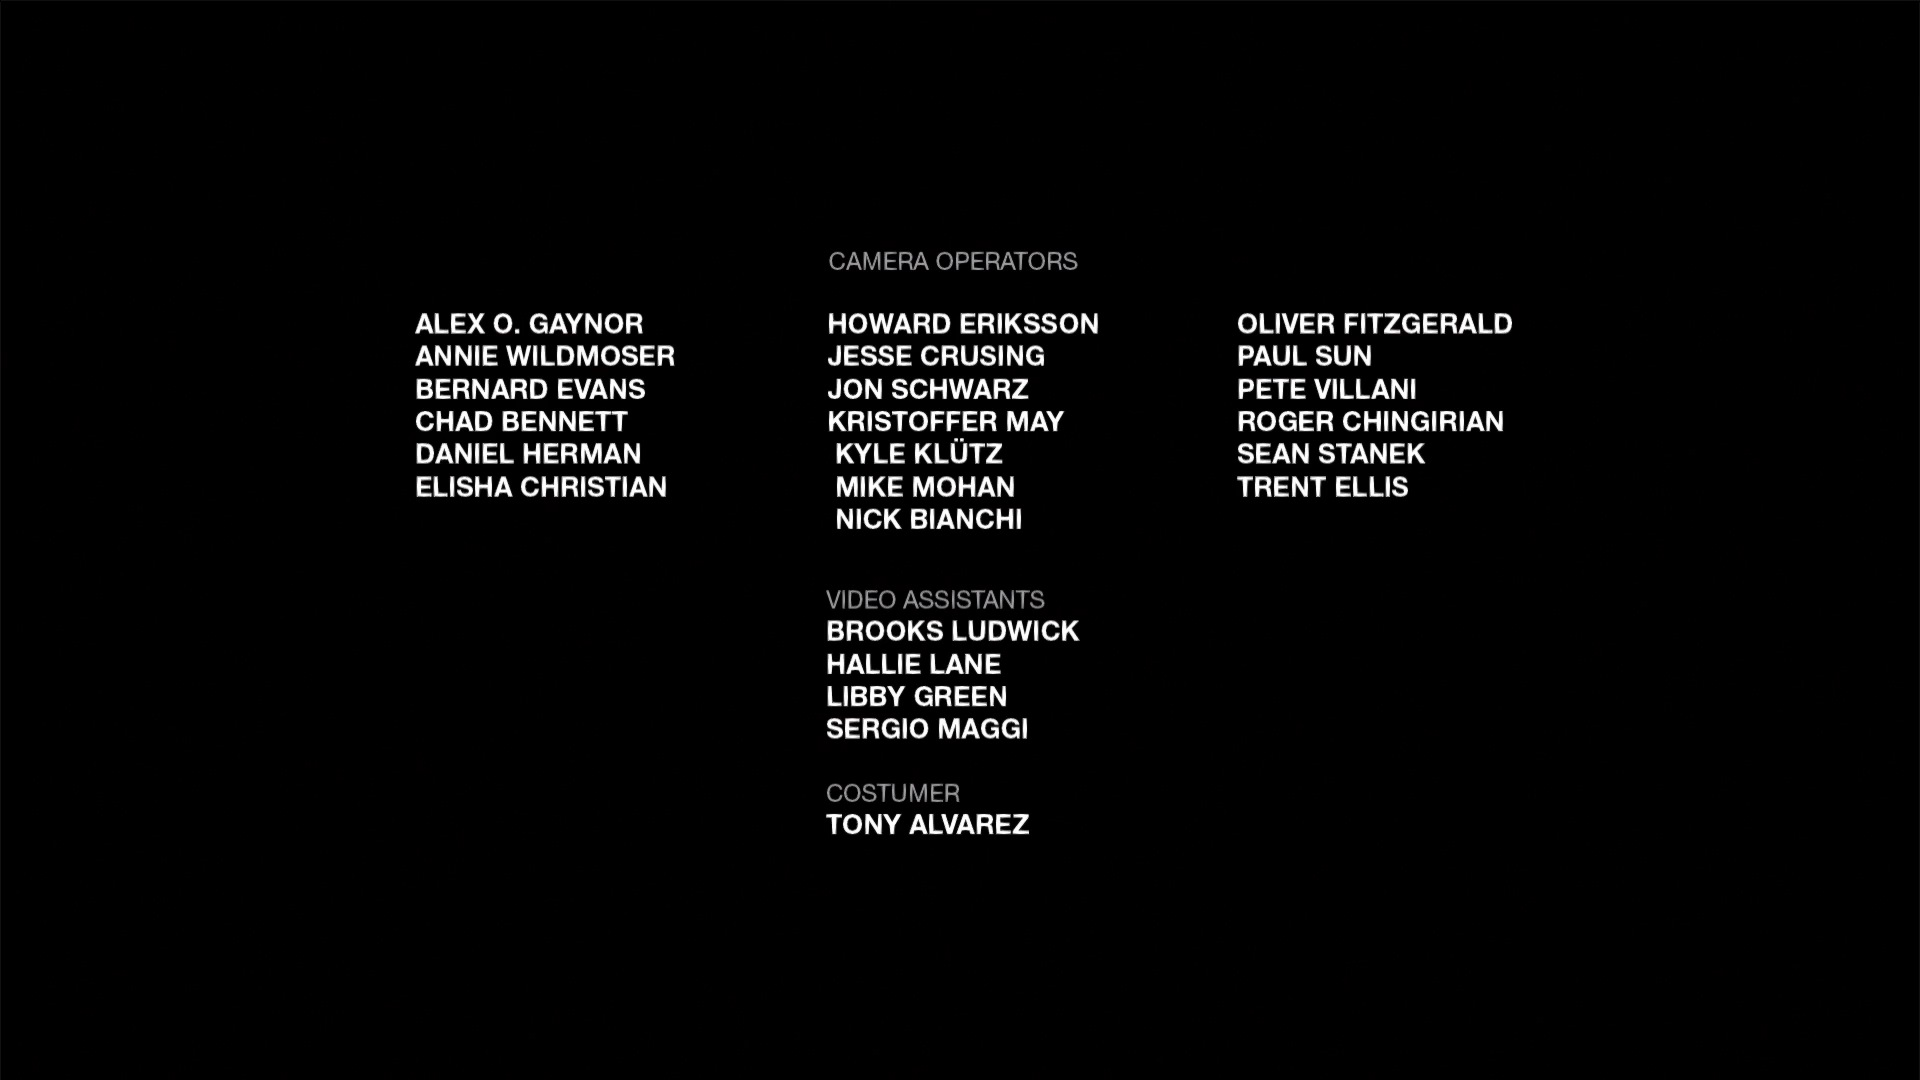 CAMERA OPERATORS
ALEX O. GAYNOR
ANNIE WILDMOSER
BERNARD EVANS
CHAD BENNETT
DANIEL HERMAN
ELISHA CHRISTIAN
HOWARD ERIKSSON
JESSE CRUSING
JON SCHWARZ
KRISTOFFER MAY
KYLE KLÜTZ
MIKE MOHAN
NICK BIANCHI
OLIVER FITZGERALD
PAUL SUN
PETE VILLANI
ROGER CHINGIRIAN
SEAN STANEK
TRENT ELLIS
VIDEO ASSISTANTS
BROOKS LUDWICK
HALLIE LANE
LIBBY GREEN
SERGIO MAGGI
COSTUMER
TONY ALVAREZ